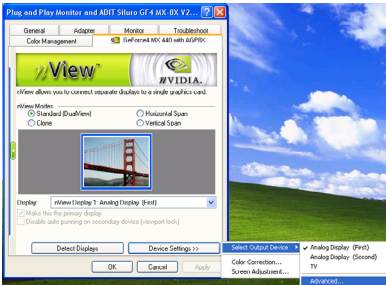 Plug and Play Monitor and ADIT Siluro GF4 MX-8X V2...
General Adapter Monitor Troubleshoot
Color Management GeForce4 MX 440 with AGP8X
nView
nVIDIA.
nView allows you to connect separate displays to a single graphics card.
nView Modes
Standard (DualView) Horizontal Span
Clone Vertical Span
Display: nView Display 1: Analog Display (First)
Make this the primary display
Disable auto panning on secondary device (viewport lock)
Detect Displays Device Settings >>
OK Cancel Apply
Select Output Device
Color Correction...
Screen Adjustment...
Analog Display (First)
Analog Display (Second)
TV
Advanced...